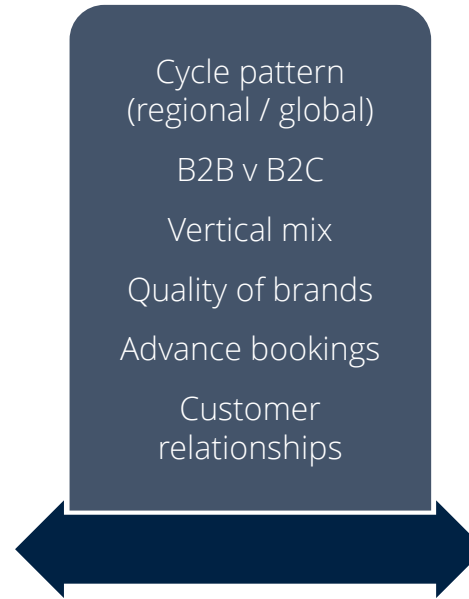 Cycle pattern
(regional / global)
B2B v B2C
Vertical mix
Quality of brands
Advance bookings
Customer
relationships